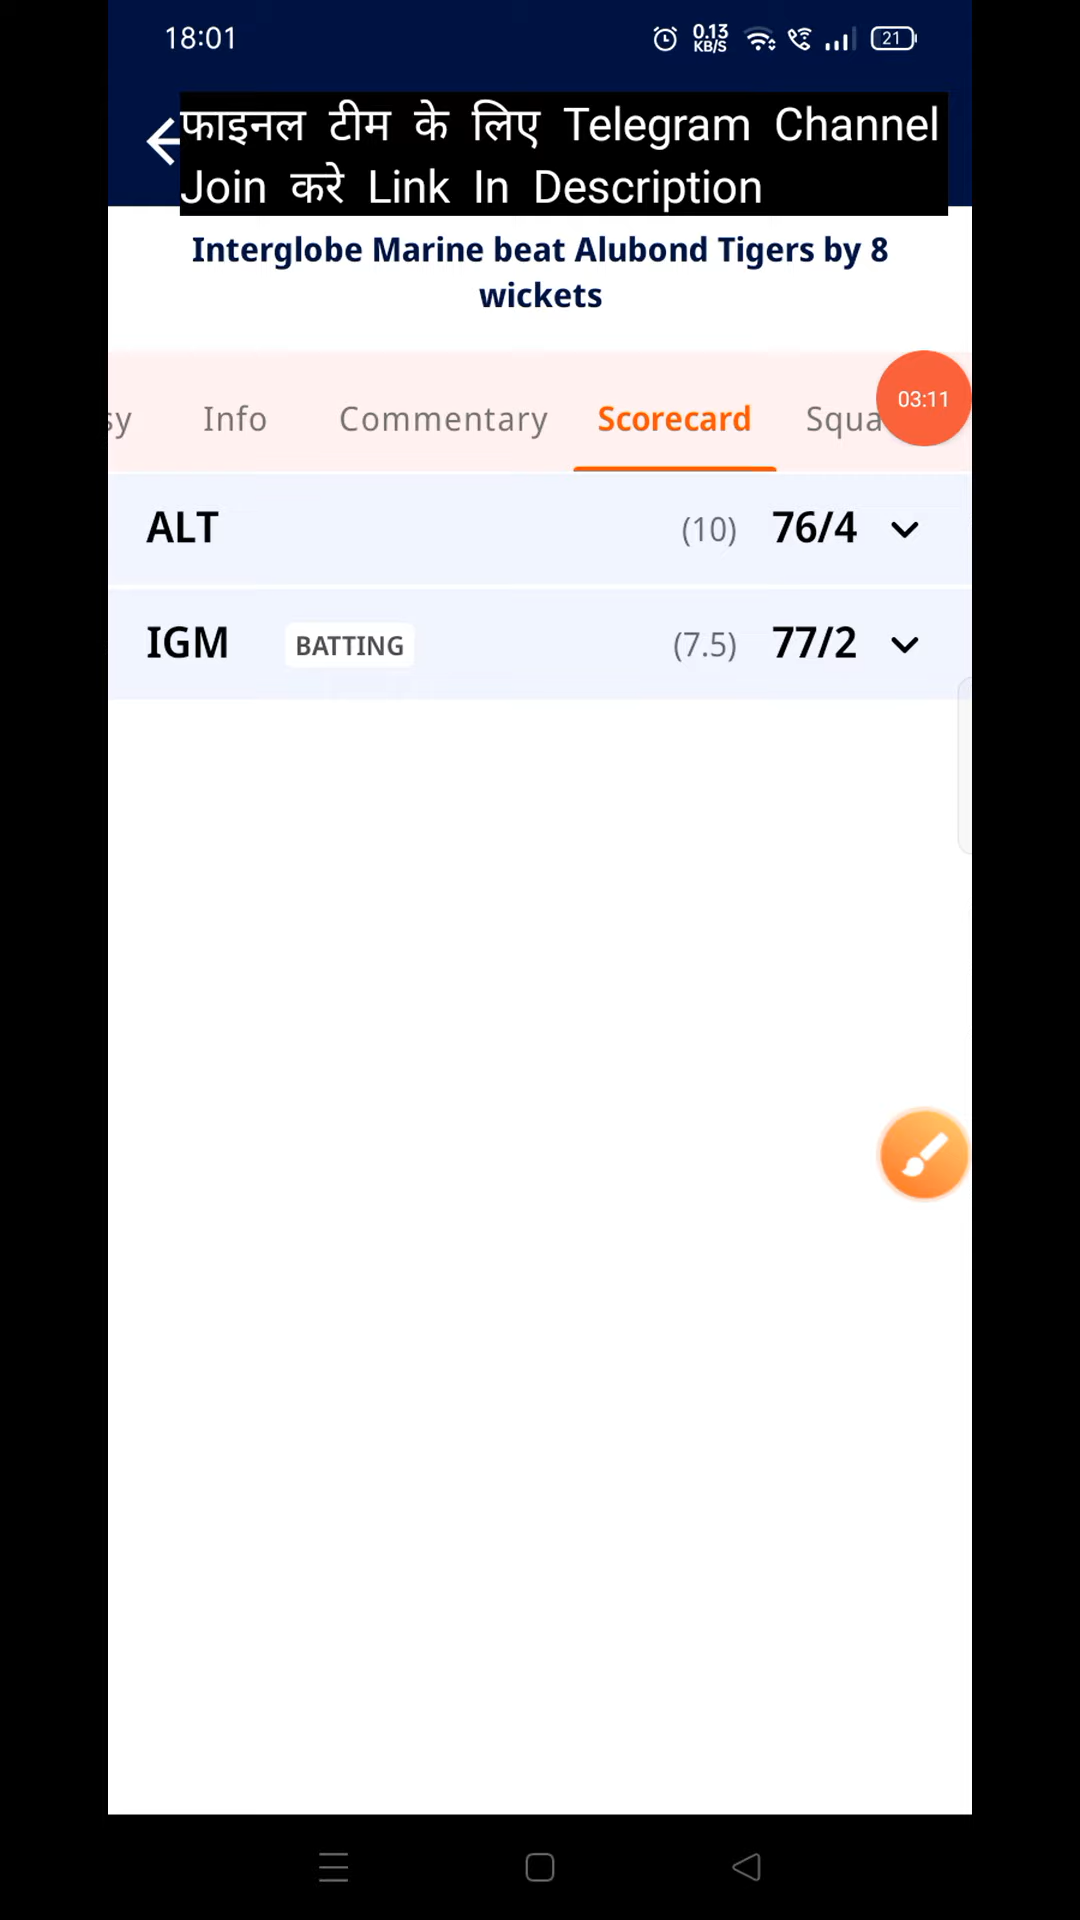 18:01
0.13
KB/S
21
फाइनल टीम के लिए Telegram Channel
Join करे Link In Description
Interglobe Marine beat Alubond Tigers by 8
wickets
sy Info Commentary Scorecard Squa
03:11
ALT (10) 76/4
IGM BATTING (7.5) 77/2